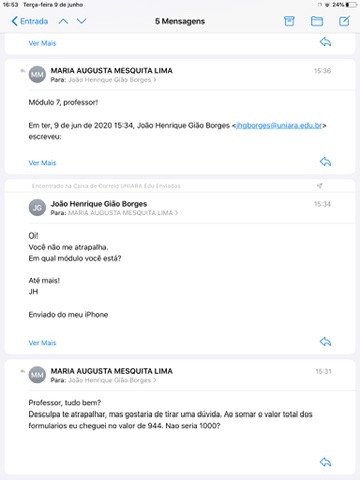 16:53 Terça-feira 9 de junho 24%
Entrada 5 Mensagens
Ver Mais
MM MARIA AUGUSTA MESQUITA LIMA 15:36
Para: João Henrique Gião Borges
Módulo 7, professor!
Em ter, 9 de jun de 2020 15:34, João Henrique Gião Borges <jhgborges@uniara.edu.br>
escreveu:
Ver Mais
Encontrado na Caixa de Correio UNIARA Edu Enviadas
JG João Henrique Gião Borges 15:34
Para: MARIA AUGUSTA MESQUITA LIMA
Oi!
Você não me atrapalha.
Em qual módulo você está?
Até mais!
JH
Enviado do meu iPhone
Ver Mais
MM MARIA AUGUSTA MESQUITA LIMA 15:31
Para: João Henrique Gião Borges
Professor, tudo bem?
Desculpa te atrapalhar, mas gostaria de tirar uma dúvida. Ao somar o valor total dos
formularios eu cheguei no valor de 944. Nao seria 1000?